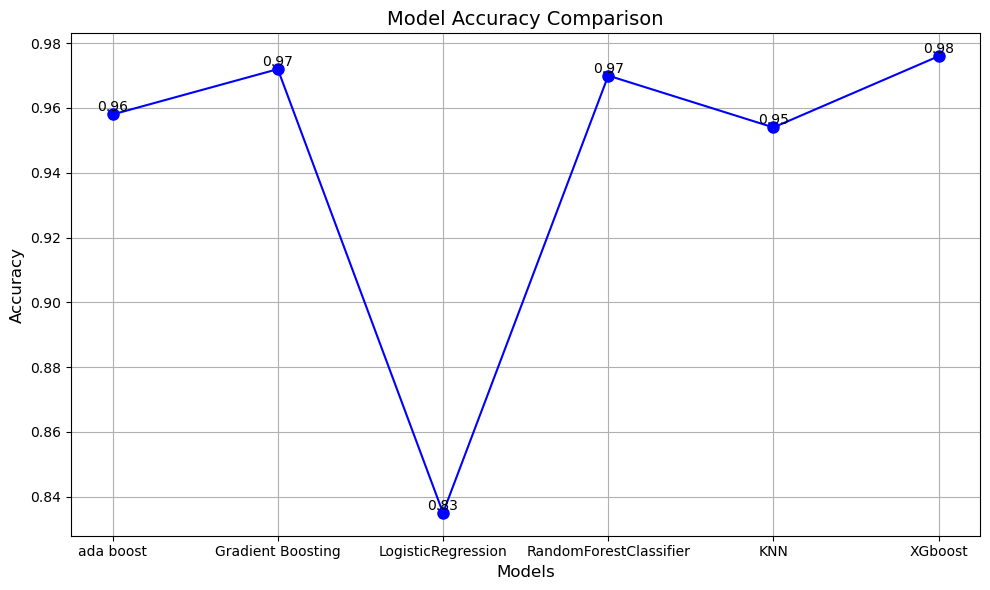 Model Accuracy Comparison
0.98
0.96
0.94
0.92
0.90
0.88
0.86
0.84
Accuracy
0.96
0.97
0.83
0.97
0.95
0.98
ada boost
Gradient Boosting
LogisticRegression
RandomForestClassifier
KNN
XGboost
Models